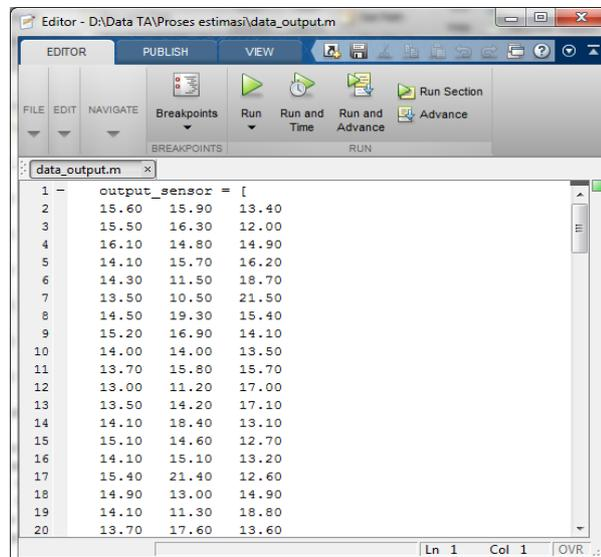 Editor - D:\Data TA\Proses estimasi\data_output.m
EDITOR PUBLISH VIEW
FILE EDIT NAVIGATE Breakpoints Run Run and Time Run and Advance Run Section
Advance
BREAKPOINTS RUN
data_output.m ×
1 – output_sensor = [
2 15.60 15.90 13.40
3 15.50 16.30 12.00
4 16.10 14.80 14.90
5 14.10 15.70 16.20
6 14.30 11.50 18.70
7 13.50 10.50 21.50
8 14.50 19.30 15.40
9 15.20 16.90 14.10
10 14.00 14.00 13.50
11 13.70 15.80 15.70
12 13.00 11.20 17.00
13 13.50 14.20 17.10
14 14.10 18.40 13.10
15 15.10 14.60 12.70
16 14.10 15.10 13.20
17 15.40 21.40 12.60
18 14.90 13.00 14.90
19 14.10 11.30 18.80
20 13.70 17.60 13.60
Ln 1 Col 1 OVR